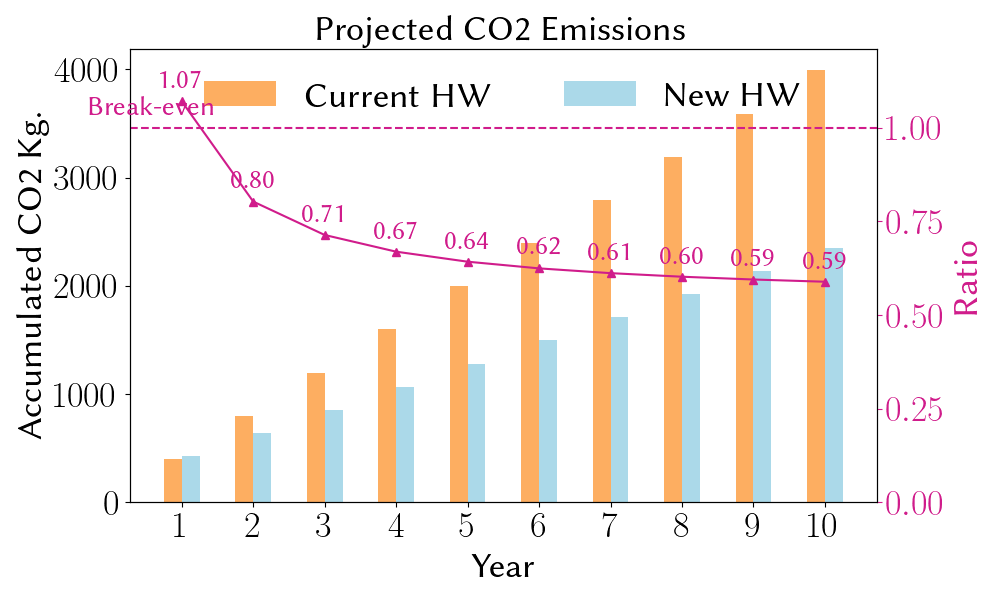 Projected CO2 Emissions
Current HW
New HW
Break-even
1.07
0.80
0.71
0.67
0.64
0.62
0.61
0.60
0.59
0.59
Accumulated CO2 Kg.
4000
3000
2000
1000
0
1.00
0.75
0.50
0.25
0.00
Ratio
1 2 3 4 5 6 7 8 9 10
Year